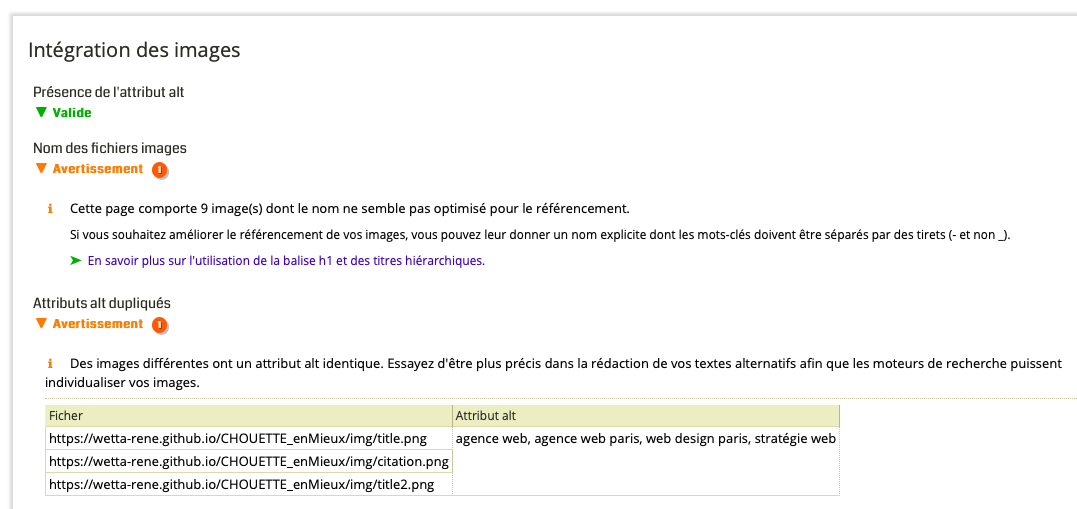 Intégration des images
Présence de l'attribut alt
Valide
Nom des fichiers images
Avertissement 1
Cette page comporte 9 image(s) dont le nom ne semble pas optimisé pour le référencement.
Si vous souhaitez améliorer le référencement de vos images, vous pouvez leur donner un nom explicite dont les mots-clés doivent être séparés par des tirets (- et non _).
En savoir plus sur l'utilisation de la balise h1 et des titres hiérarchiques.
Attributs alt dupliqués
Avertissement 1
Des images différentes ont un attribut alt identique. Essayez d'être plus précis dans la rédaction de vos textes alternatifs afin que les moteurs de recherche puissent
individualiser vos images.
Ficher Attribut alt
https://wetta-rene.github.io/CHOUETTE_enMieux/img/title.png agence web, agence web paris, web design paris, stratégie web
https://wetta-rene.github.io/CHOUETTE_enMieux/img/citation.png
https://wetta-rene.github.io/CHOUETTE_enMieux/img/title2.png